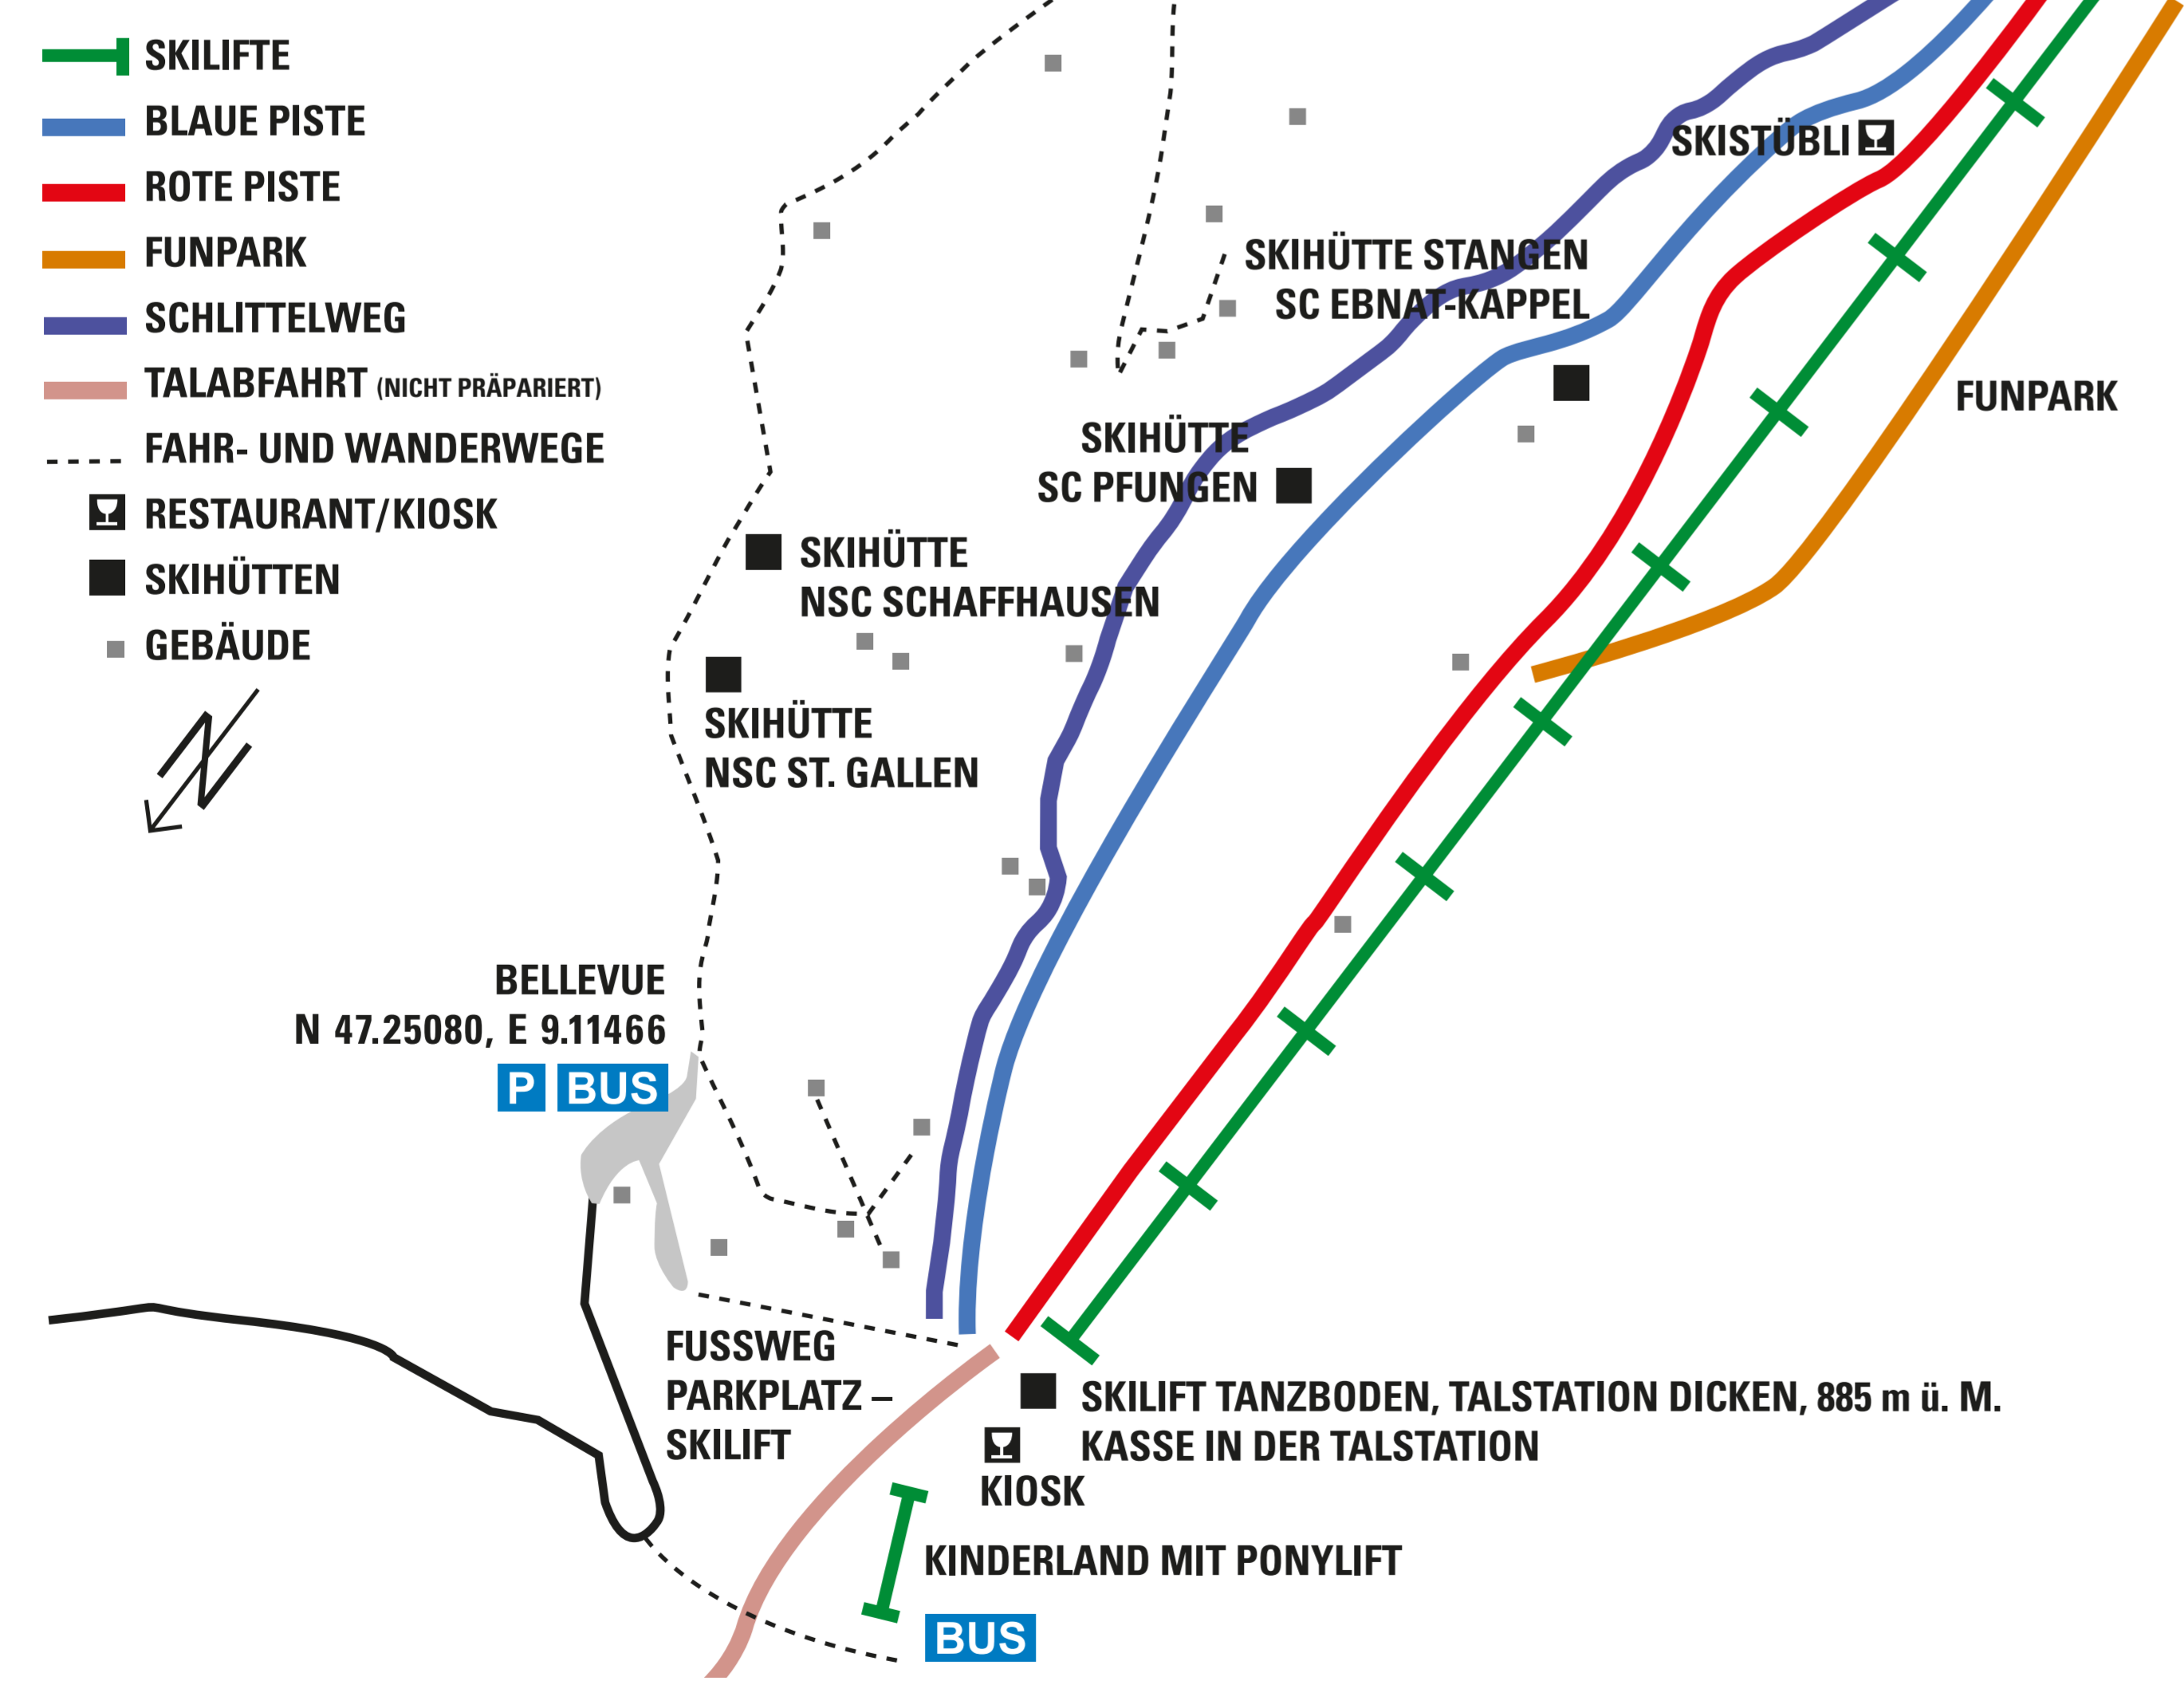 SKILIFTE
BLAUE PISTE
ROTE PISTE
FUNPARK
SCHLITTELWEG
TALABFAHRT (NICHT PRÄPARIERT)
FAHR- UND WANDERWEGE
RESTAURANT/KIOSK
SKIHÜTTEN
GEBÄUDE
N
SKISTÜBLI
SKIHÜTTE STANGEN
SC EBNAT-KAPPEL
FUNPARK
SKIHÜTTE
SC PFUNGEN
SKIHÜTTE
NSC SCHAFFHAUSEN
SKIHÜTTE
NSC ST. GALLEN
BELLEVUE
N 47.25080, E 9.11466
P BUS
FUSSWEG
PARKPLATZ –
SKILIFT
SKILIFT TANZBODEN, TALSTATION DICKEN, 885 m ü. M.
KASSE IN DER TALSTATION
KIOSK
KINDERLAND MIT PONYLIFT
BUS